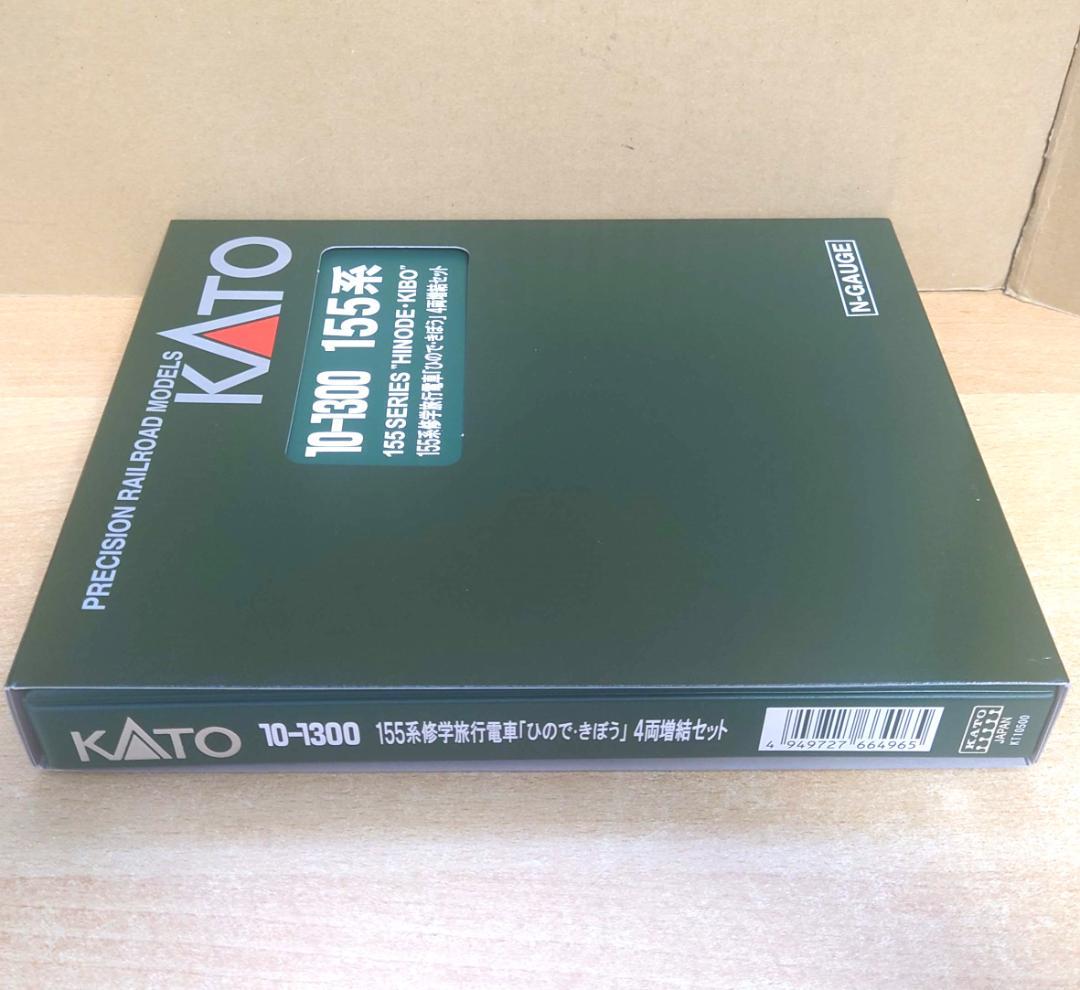 PRECISION RAILROAD MODELS
KATO
10-1300 155系
155 SERIES "HINODE・KIBO"
155系修学旅行電車「ひので・きぼう」 4両増結セット
N-GAUGE
KATO 10-1300 155系修学旅行電車「ひので・きぼう」 4両増結セット
4 949727 664965
KATO
JAPAN
KT10500